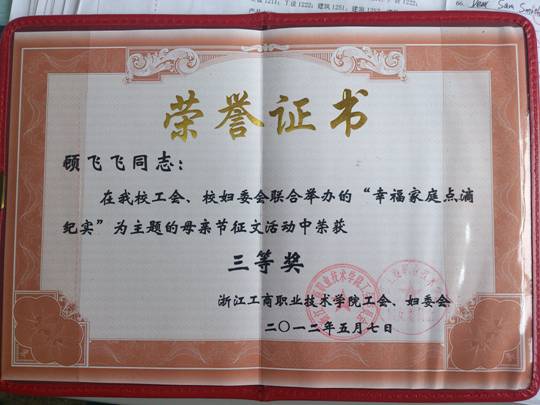 荣誉证书
顾飞飞同志：
在我校工会、校妇委会联合举办的“幸福家庭点滴
纪实”为主题的母亲节征文活动中荣获
三等奖
浙江工商职业技术学院工会、妇委会
二〇一二年五月七日